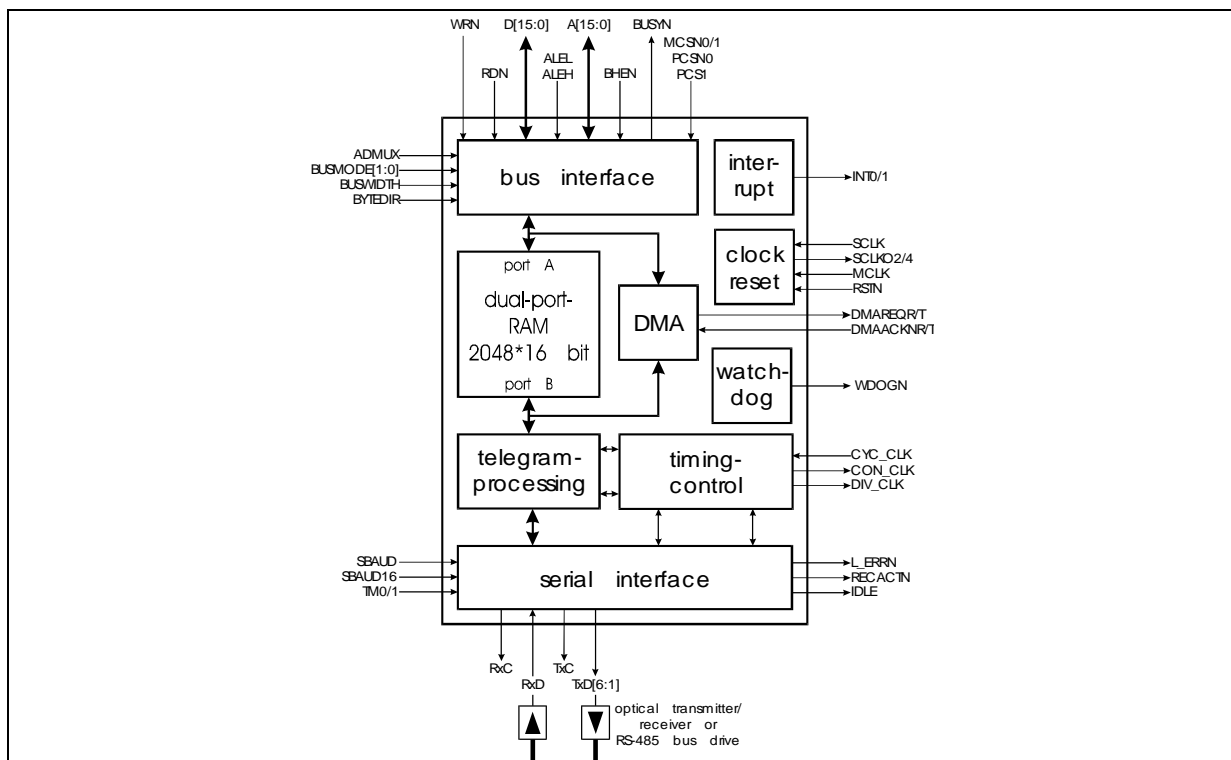 WRN
D[15:0]
A[15:0]
BUSYN
MCSN0/1
PCSN0
PCS1
RDN
ALEL
ALEH
BHEN
ADMUX
BUSMODE[1:0]
BUSWIDTH
BYTEDIR
bus interface
inter-
rupt
INT0/1
port A
dual-port-
RAM
2048*16 bit
port B
DMA
clock
reset
SCLK
SCLKO2/4
MCLK
RSTN
DMAREQR/T
DMAACKNR/T
watch-
dog
WDOGN
telegram-
processing
timing-
control
CYC_CLK
CON_CLK
DIV_CLK
SBAUD
SBAUD16
TM0/1
serial interface
L_ERRN
RECACTN
IDLE
RxC
RxD
TxC
TxD[6:1]
optical transmitter/
receiver or
RS-485 bus drive